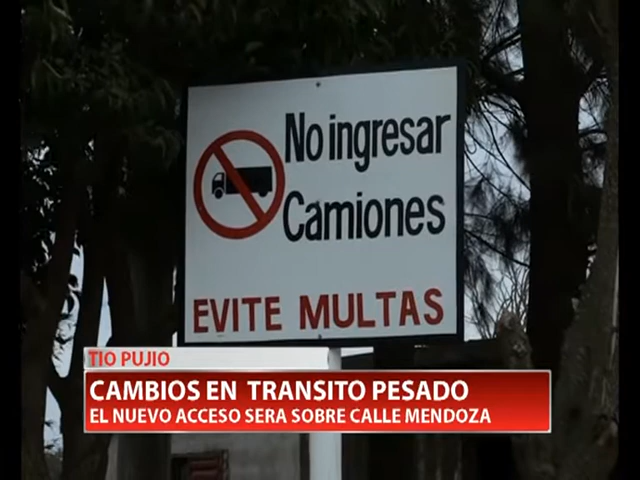 No ingresar
Camiones
EVITE MULTAS
TIO PUJIO
CAMBIOS EN TRANSITO PESADO
EL NUEVO ACCESO SERA SOBRE CALLE MENDOZA